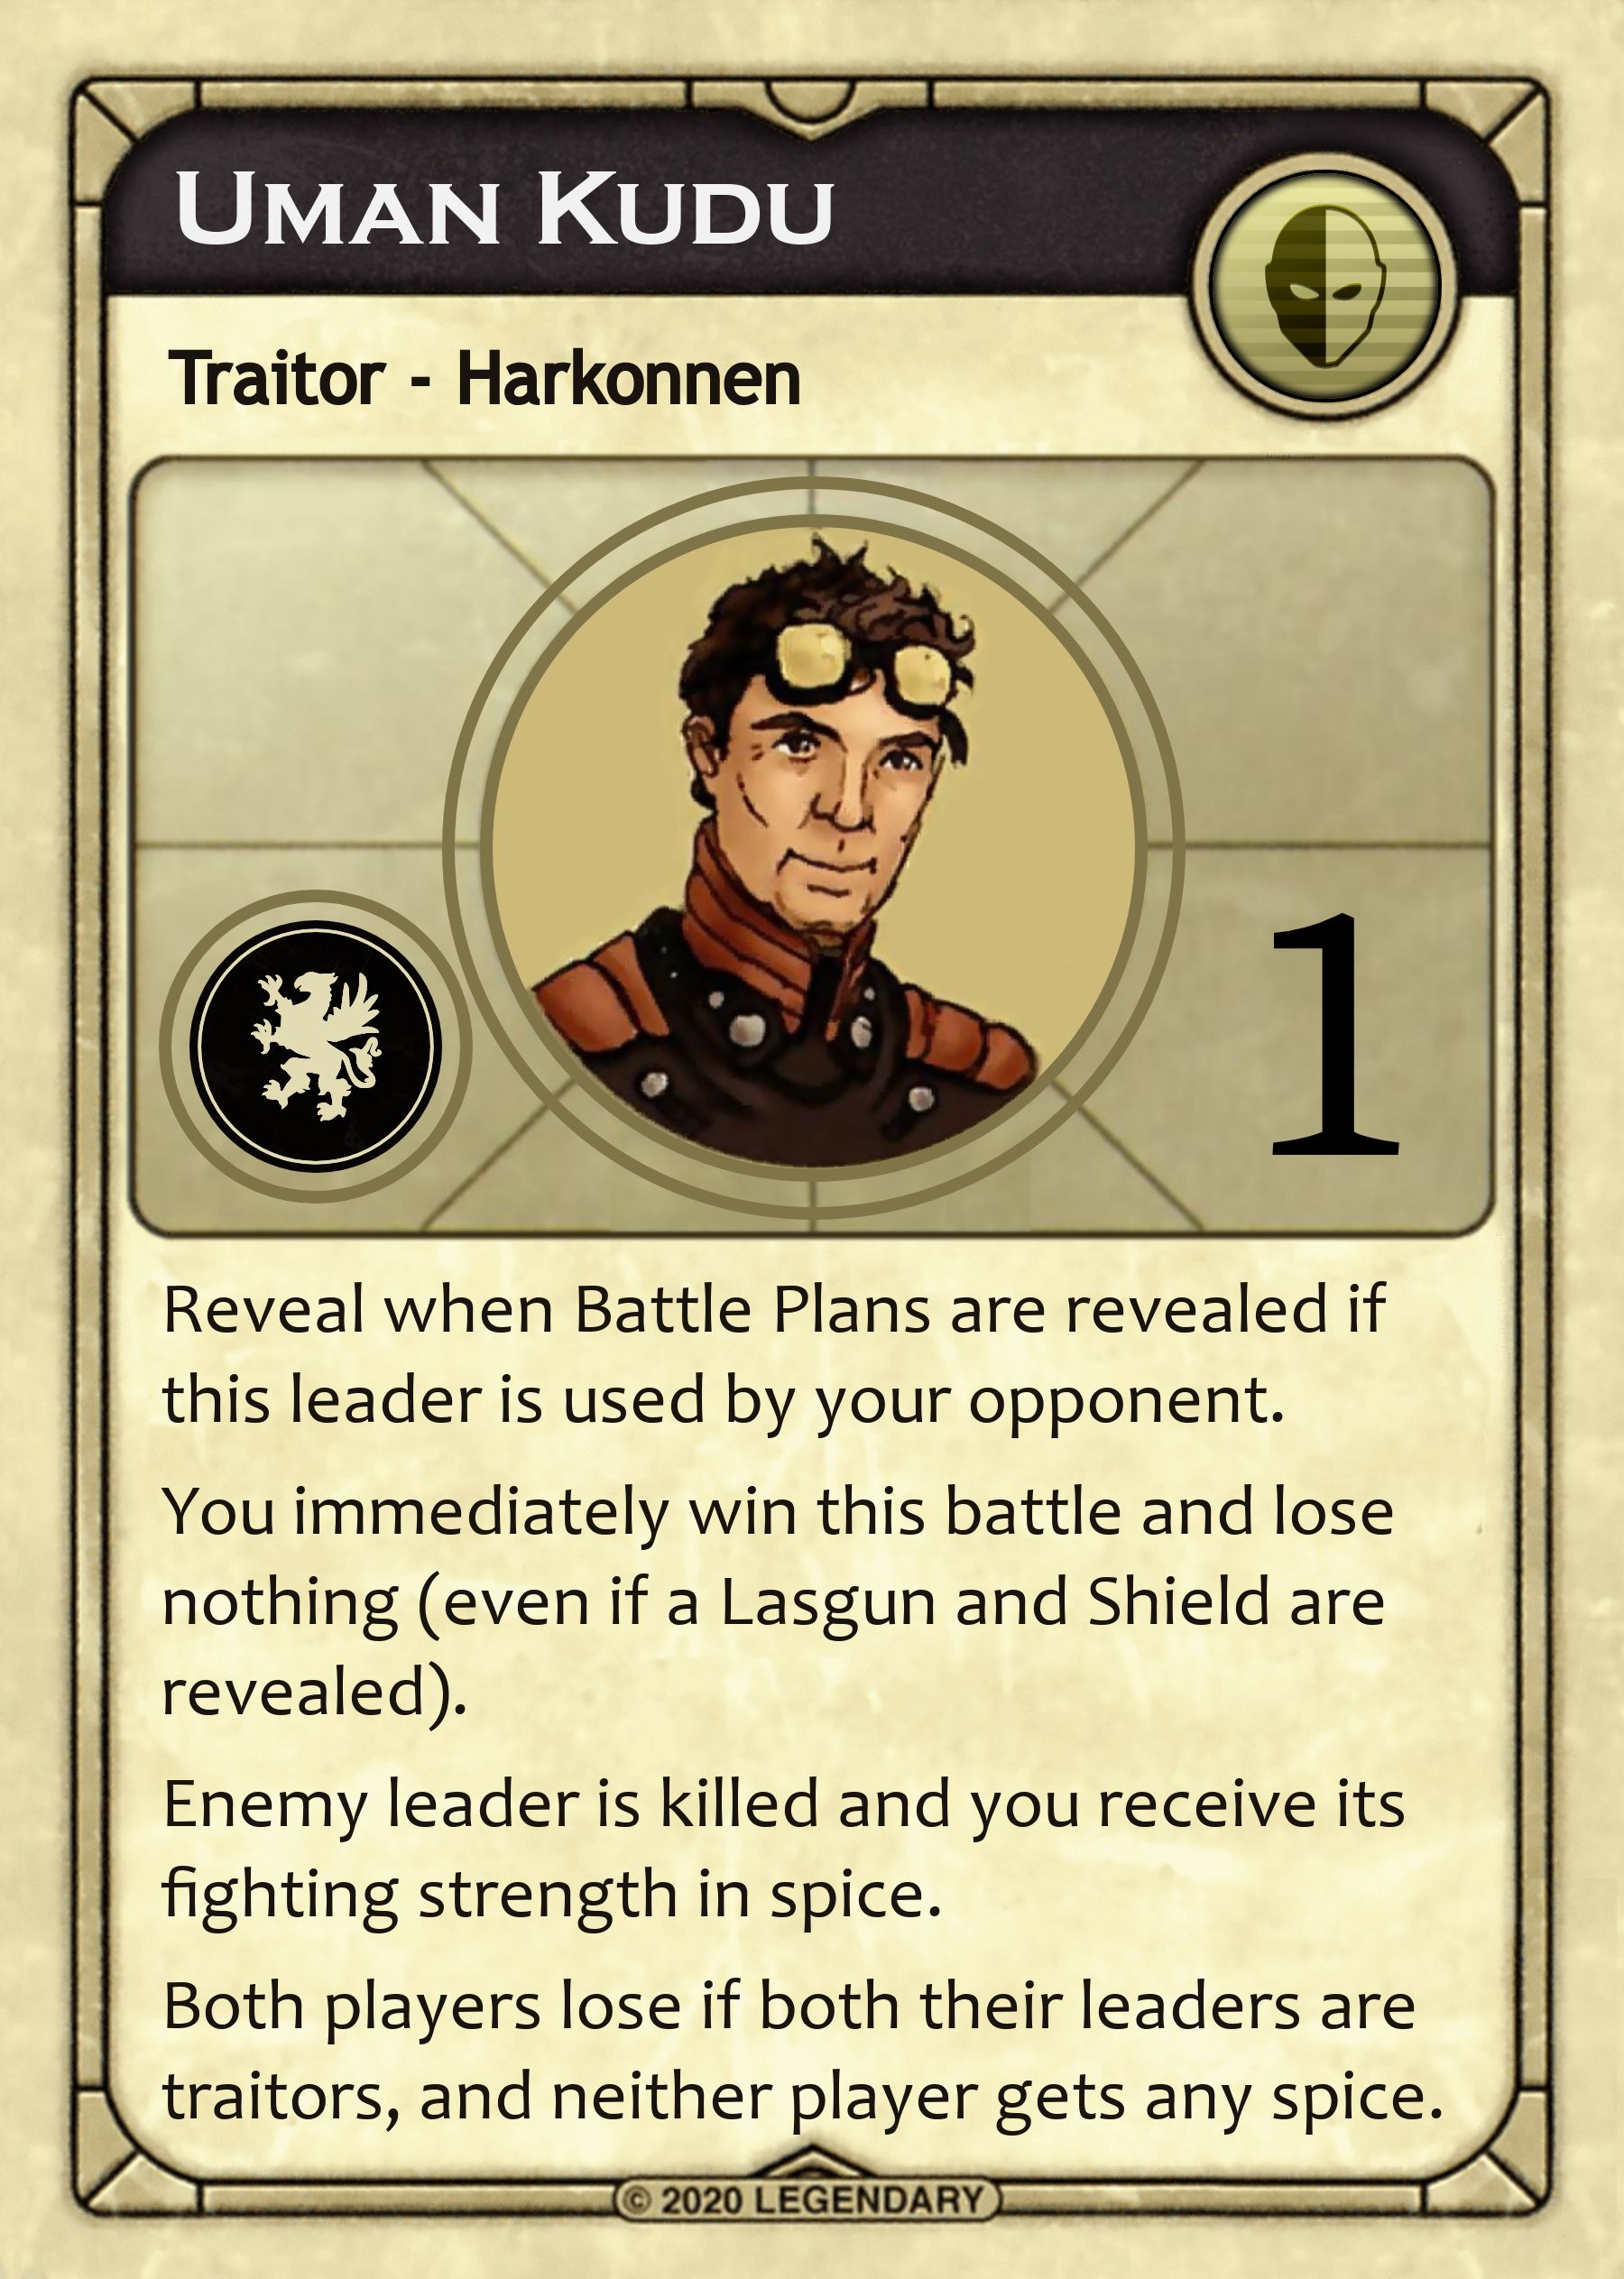 Uman Kudu
Traitor - Harkonnen
1
Reveal when Battle Plans are revealed if
this leader is used by your opponent.
You immediately win this battle and lose
nothing (even if a Lasgun and Shield are
revealed).
Enemy leader is killed and you receive its
fighting strength in spice.
Both players lose if both their leaders are
traitors, and neither player gets any spice.
© 2020 LEGENDARY